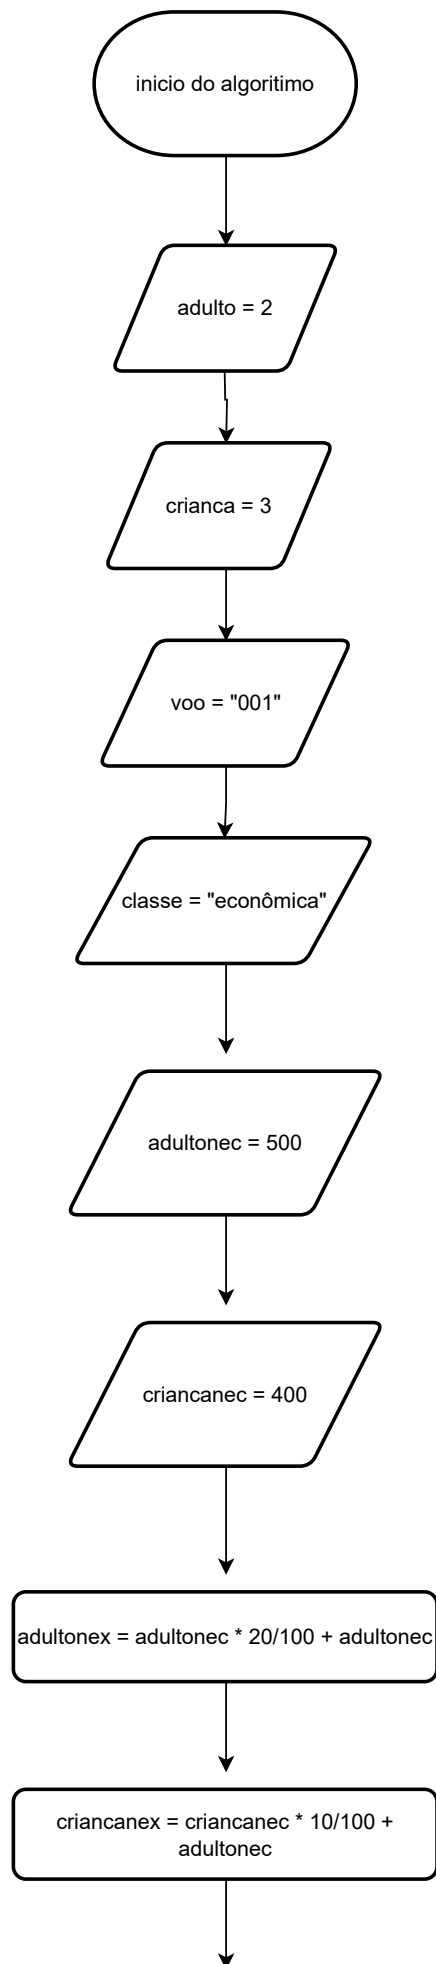 inicio do algoritimo
adulto = 2
crianca = 3
voo = "001"
classe = "econômica"
adultonec = 500
criancanec = 400
adultonex = adultonec * 20/100 + adultonec
criancanex = criancanec * 10/100 +
adultonec